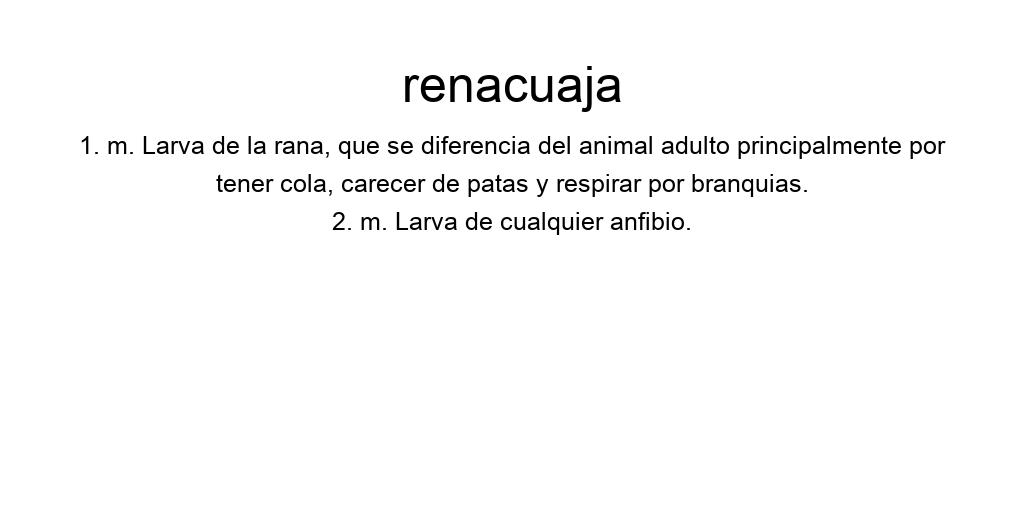 renacuaja
1. m. Larva de la rana, que se diferencia del animal adulto principalmente por
tener cola, carecer de patas y respirar por branquias.
2. m. Larva de cualquier anfibio.